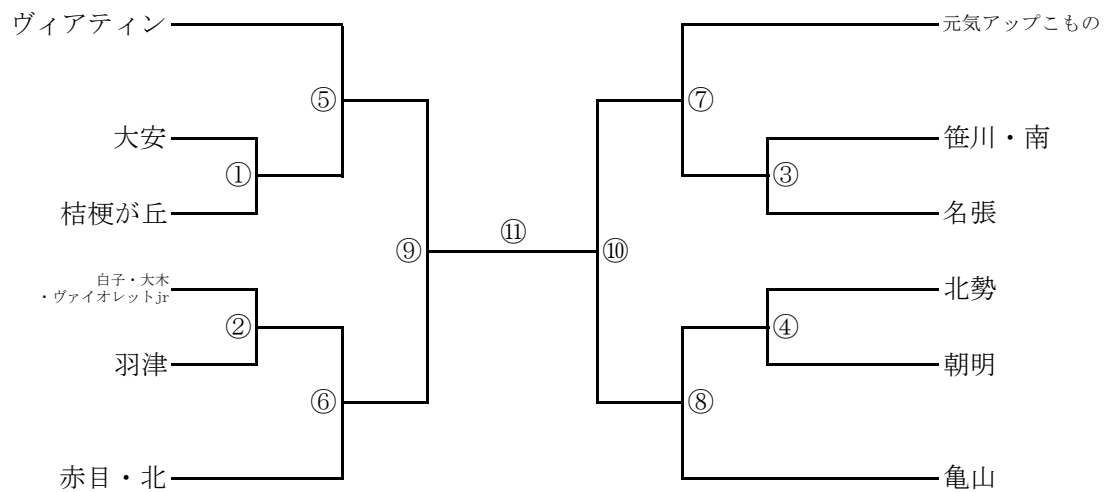 ヴィアティン
元気アップこもの
⑤
⑦
大安
笹川・南
①
③
桔梗が丘
名張
⑪
⑨
⑩
白子・大木
・ヴァイオレットjr
北勢
②
④
羽津
朝明
⑥
⑧
赤目・北
亀山